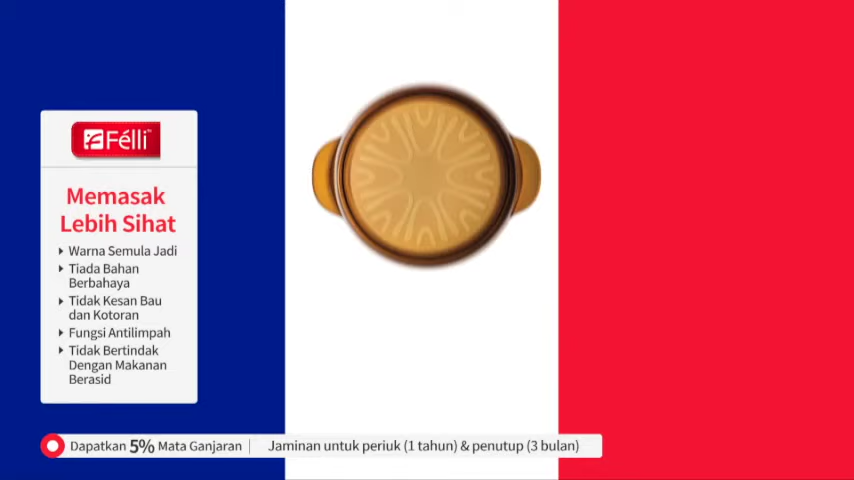 Félli™
Memasak
Lebih Sihat
Warna Semula Jadi
Tiada Bahan
Berbahaya
Tidak Kesan Bau
dan Kotoran
Fungsi Antilimpah
Tidak Bertindak
Dengan Makanan
Berasid
Dapatkan 5% Mata Ganjaran | Jaminan untuk periuk (1 tahun) & penutup (3 bulan)